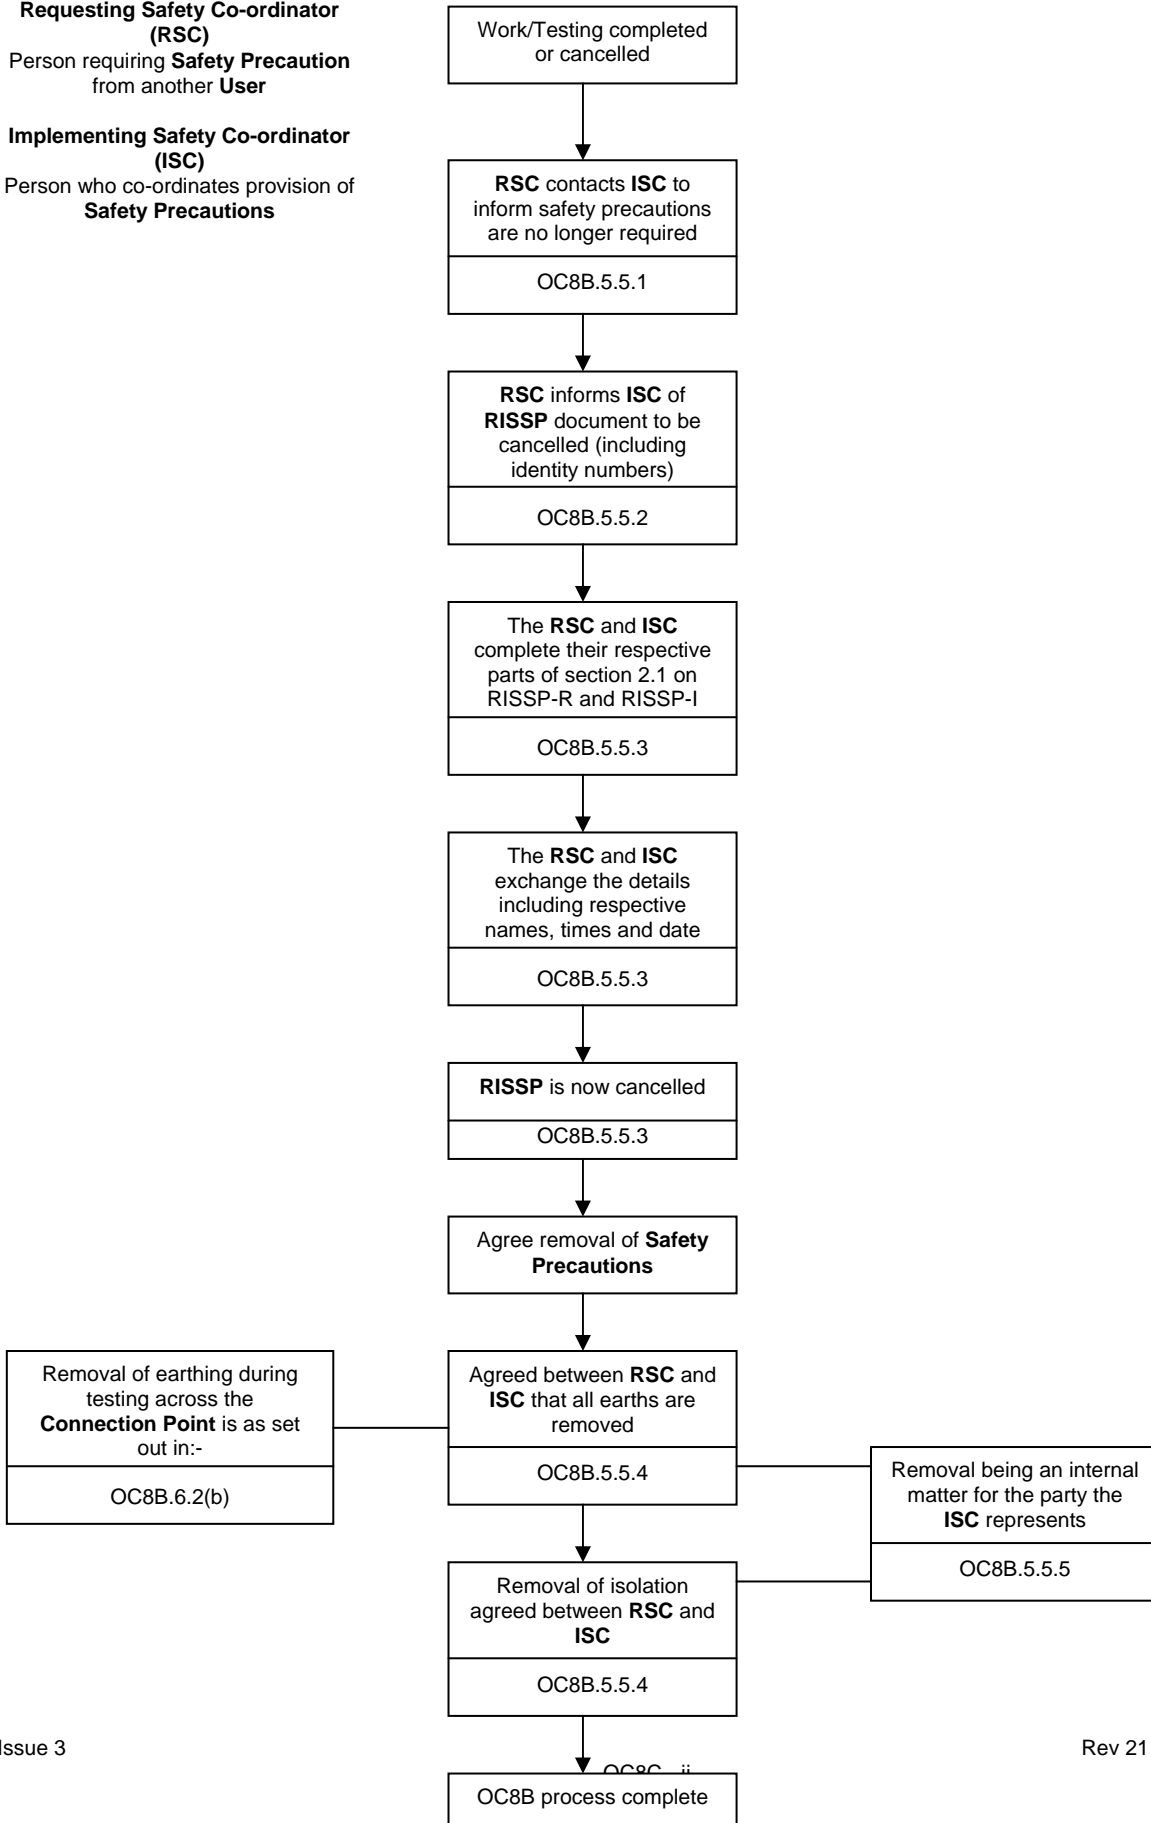 Requesting Safety Co-ordinator
(RSC)
Person requiring Safety Precaution
from another User
Implementing Safety Co-ordinator
(ISC)
Person who co-ordinates provision of
Safety Precautions
Work/Testing completed
or cancelled
RSC contacts ISC to
inform safety precautions
are no longer required
OC8B.5.5.1
RSC informs ISC of
RISSP document to be
cancelled (including
identity numbers)
OC8B.5.5.2
The RSC and ISC
complete their respective
parts of section 2.1 on
RISSP-R and RISSP-I
OC8B.5.5.3
The RSC and ISC
exchange the details
including respective
names, times and date
OC8B.5.5.3
RISSP is now cancelled
OC8B.5.5.3
Agree removal of Safety
Precautions
Removal of earthing during
testing across the
Connection Point is as set
out in:-
OC8B.6.2(b)
Agreed between RSC and
ISC that all earths are
removed
OC8B.5.5.4
Removal being an internal
matter for the party the
ISC represents
OC8B.5.5.5
Removal of isolation
agreed between RSC and
ISC
OC8B.5.5.4
Issue 3
Rev 21
OC8B process complete